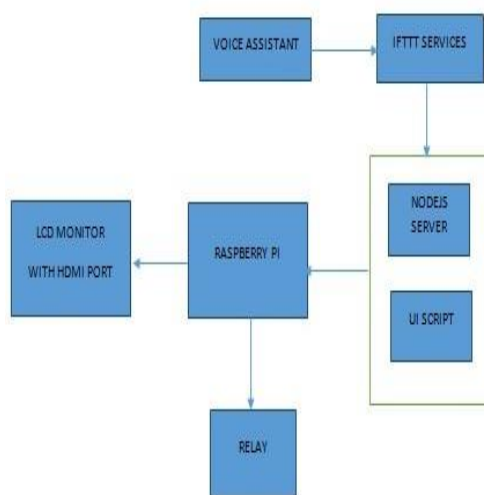 VOICE ASSISTANT
IFTTT SERVICES
NODEJS
SERVER
LCD MONITOR
WITH HDMI PORT
RASPBERRY PI
UI SCRIPT
RELAY